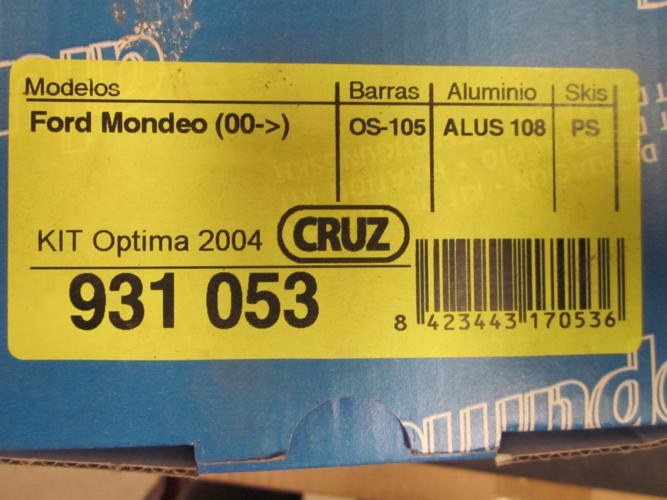 Modelos Barras Aluminio Skis
Ford Mondeo (00->) OS-105 ALUS 108 PS
KIT Optima 2004 CRUZ
931 053
8 423443 170536